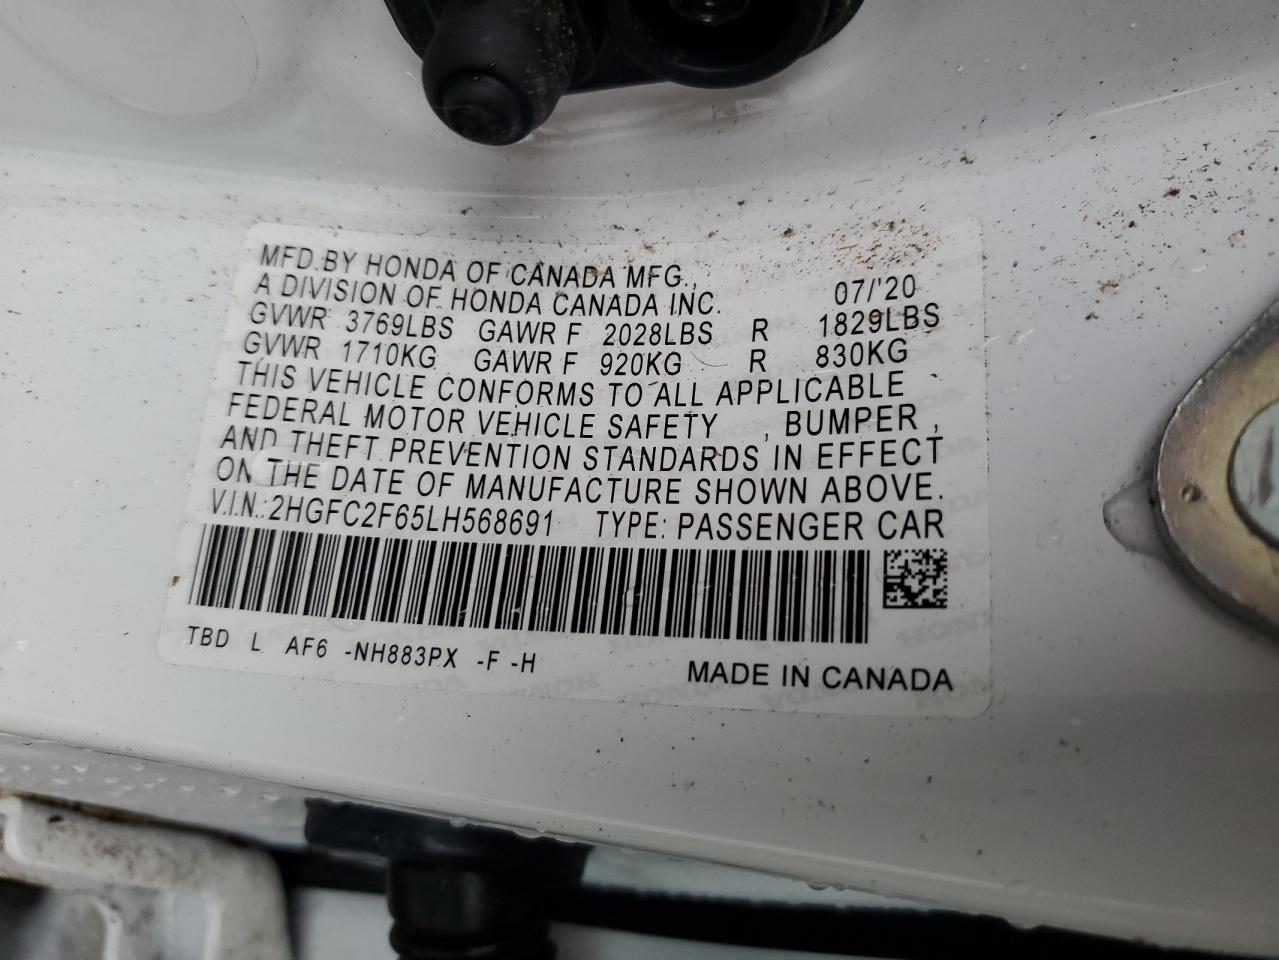 MFD.BY HONDA OF CANADA MFG.,
A DIVISION OF HONDA CANADA INC. 07/'20
GVWR 3769LBS GAWR F 2028LBS R 1829LBS
GVWR 1710KG GAWR F 920KG R 830KG
THIS VEHICLE CONFORMS TO ALL APPLICABLE
FEDERAL MOTOR VEHICLE SAFETY , BUMPER ,
AND THEFT PREVENTION STANDARDS IN EFFECT
ON THE DATE OF MANUFACTURE SHOWN ABOVE.
V.I.N.:2HGFC2F65LH568691 TYPE: PASSENGER CAR
TBD L AF6 -NH883PX -F -H
MADE IN CANADA